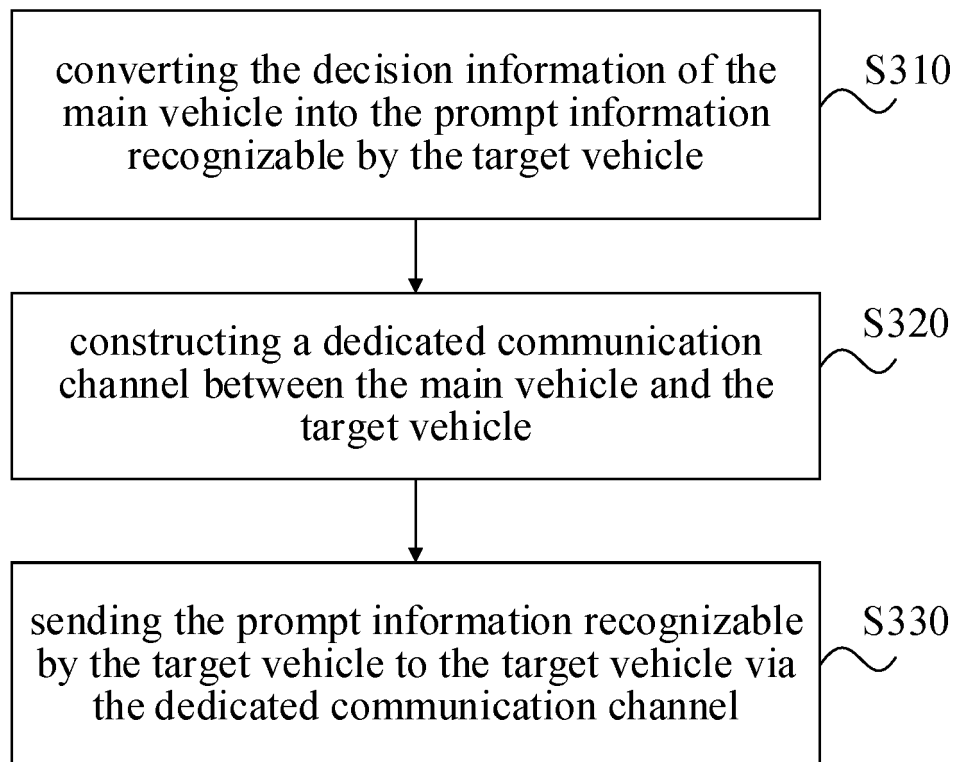 converting the decision information of the
main vehicle into the prompt information
recognizable by the target vehicle
S310
constructing a dedicated communication
channel between the main vehicle and the
target vehicle
S320
sending the prompt information recognizable
by the target vehicle to the target vehicle via
the dedicated communication channel
S330